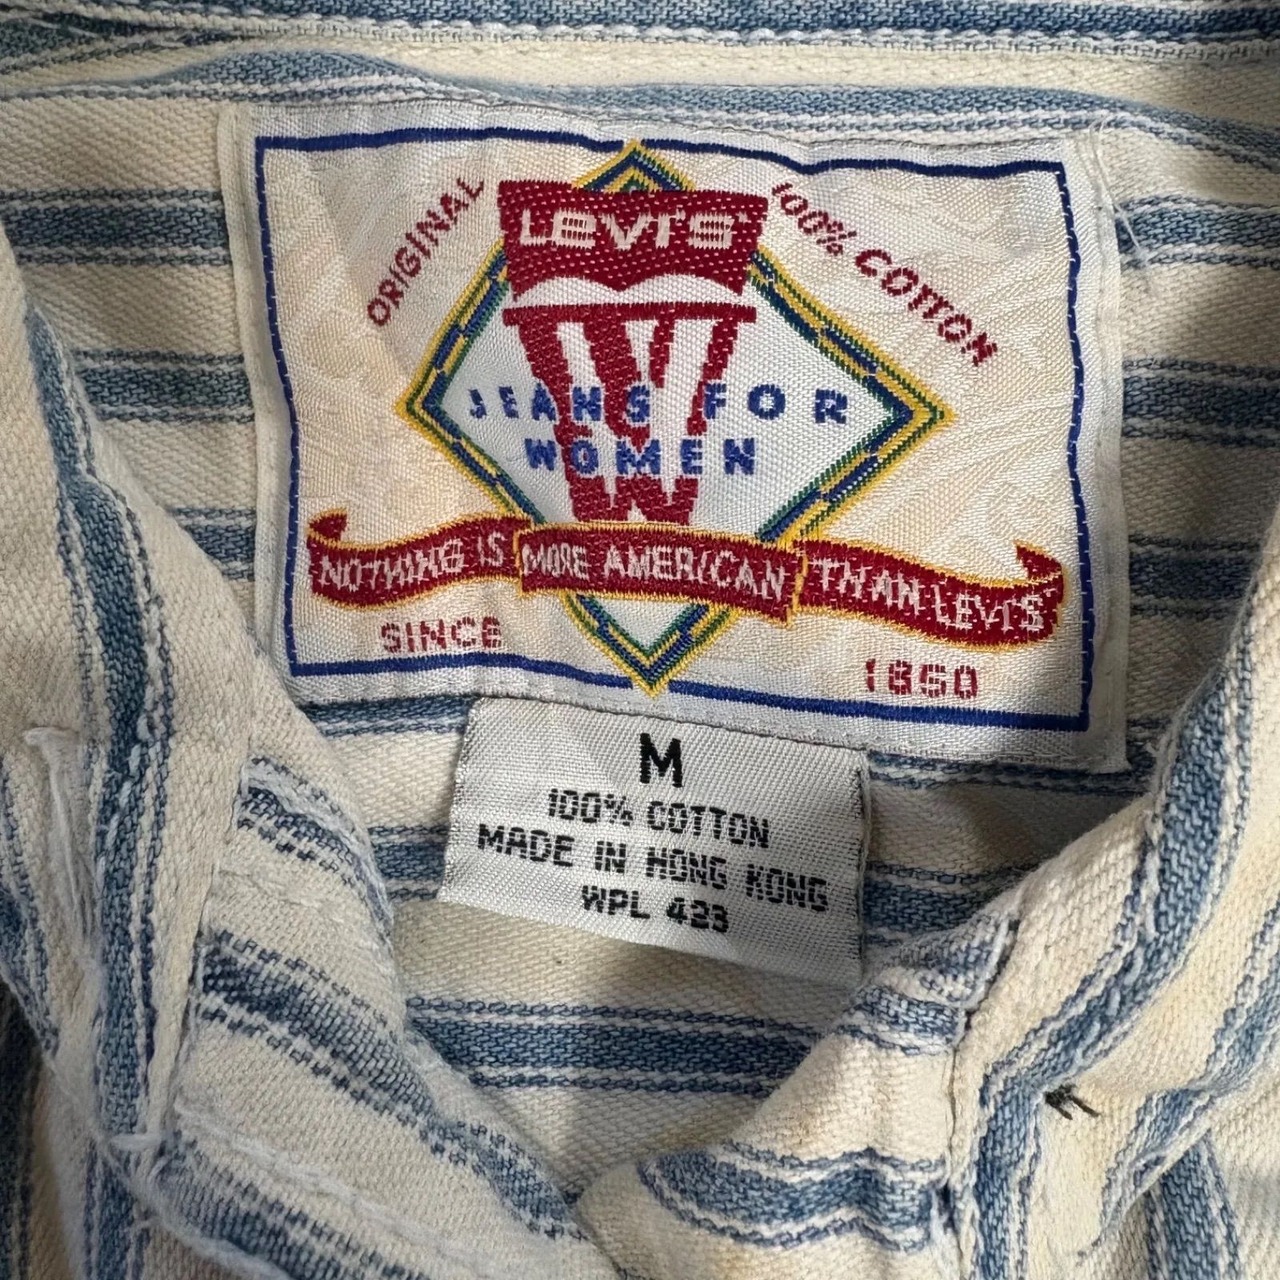 ORIGINAL
LEVI'S
100% COTTON
W
JEANS FOR
WOMEN
NOTHING IS MORE AMERICAN THAN LEVI'S
SINCE 1850
M
100% COTTON
MADE IN HONG KONG
WPL 423